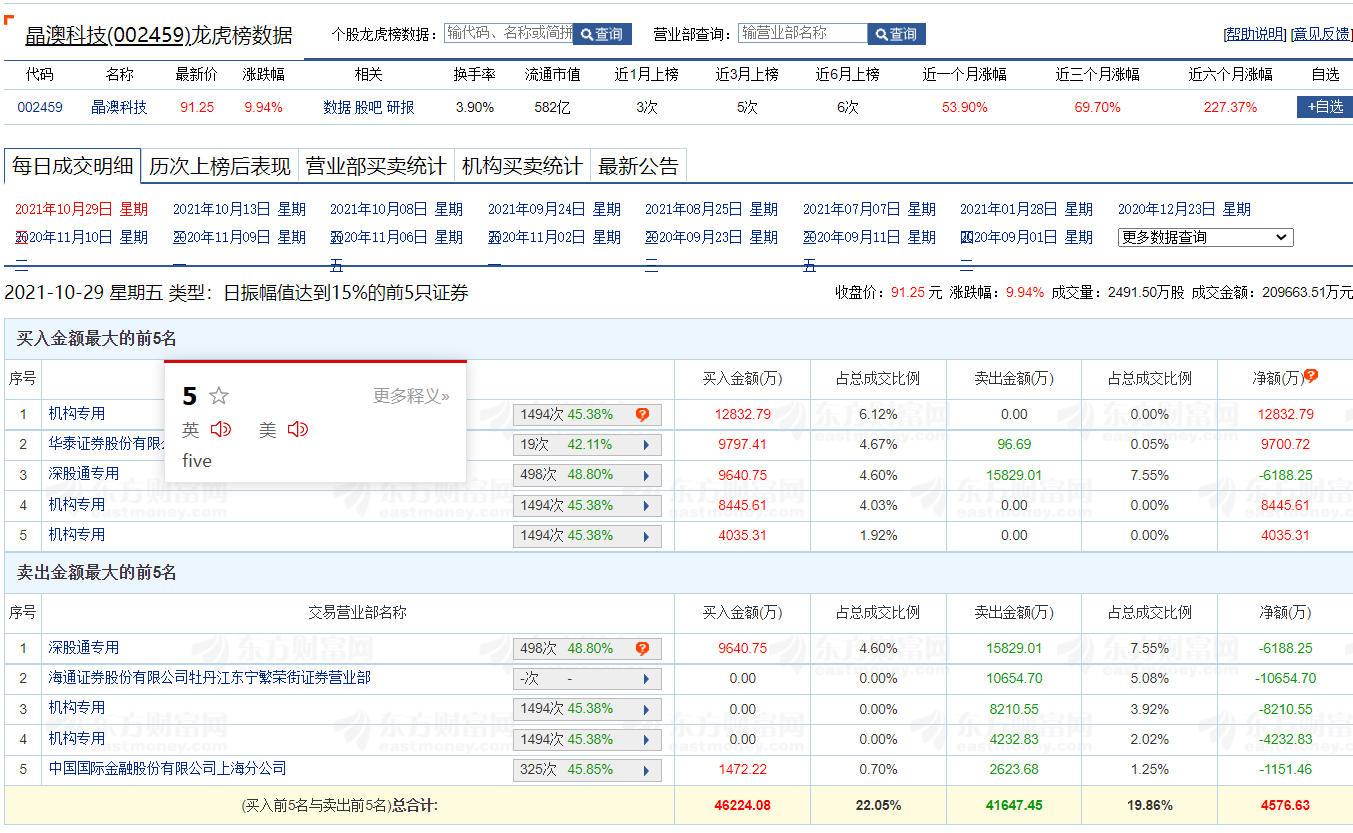 晶澳科技(002459)龙虎榜数据 个股龙虎榜数据： 输代码、名称或简拼 查询 营业部查询： 输营业部名称 查询 [帮助说明] [意见反馈]
代码 名称 最新价 涨跌幅 相关 换手率 流通市值 近1月上榜 近3月上榜 近6月上榜 近一个月涨幅 近三个月涨幅 近六个月涨幅 自选
002459 晶澳科技 91.25 9.94% 数据 股吧 研报 3.90% 582亿 3次 5次 6次 53.90% 69.70% 227.37% +自选
每日成交明细 历次上榜后表现 营业部买卖统计 机构买卖统计 最新公告
2021年10月29日 星期 2021年10月13日 星期 2021年10月08日 星期 2021年09月24日 星期 2021年08月25日 星期 2021年07月07日 星期 2021年01月28日 星期 2020年12月23日 星期
2020年11月10日 星期 2020年11月09日 星期 2020年11月06日 星期 2020年11月02日 星期 2020年09月23日 星期 2020年09月11日 星期 2020年09月01日 星期 更多数据查询
二 一 五 一 三 五 二
2021-10-29 星期五 类型：日振幅值达到15%的前5只证券 收盘价：91.25 元 涨跌幅：9.94% 成交量：2491.50万股 成交金额：209663.51万元
买入金额最大的前5名
序号 买入金额(万) 占总成交比例 卖出金额(万) 占总成交比例 净额(万)
5 更多释义»
英 美
five
1 机构专用 1494次 45.38% 12832.79 6.12% 0.00 0.00% 12832.79
2 华泰证券股份有限 19次 42.11% 9797.41 4.67% 96.69 0.05% 9700.72
3 深股通专用 498次 48.80% 9640.75 4.60% 15829.01 7.55% -6188.25
4 机构专用 1494次 45.38% 8445.61 4.03% 0.00 0.00% 8445.61
5 机构专用 1494次 45.38% 4035.31 1.92% 0.00 0.00% 4035.31
卖出金额最大的前5名
序号 交易营业部名称 买入金额(万) 占总成交比例 卖出金额(万) 占总成交比例 净额(万)
1 深股通专用 498次 48.80% 9640.75 4.60% 15829.01 7.55% -6188.25
2 海通证券股份有限公司牡丹江东宁繁荣街证券营业部 -次 - 0.00 0.00% 10654.70 5.08% -10654.70
3 机构专用 1494次 45.38% 0.00 0.00% 8210.55 3.92% -8210.55
4 机构专用 1494次 45.38% 0.00 0.00% 4232.83 2.02% -4232.83
5 中国国际金融股份有限公司上海分公司 325次 45.85% 1472.22 0.70% 2623.68 1.25% -1151.46
(买入前5名与卖出前5名)总合计: 46224.08 22.05% 41647.45 19.86% 4576.63
东方财富网
eastmoney.com